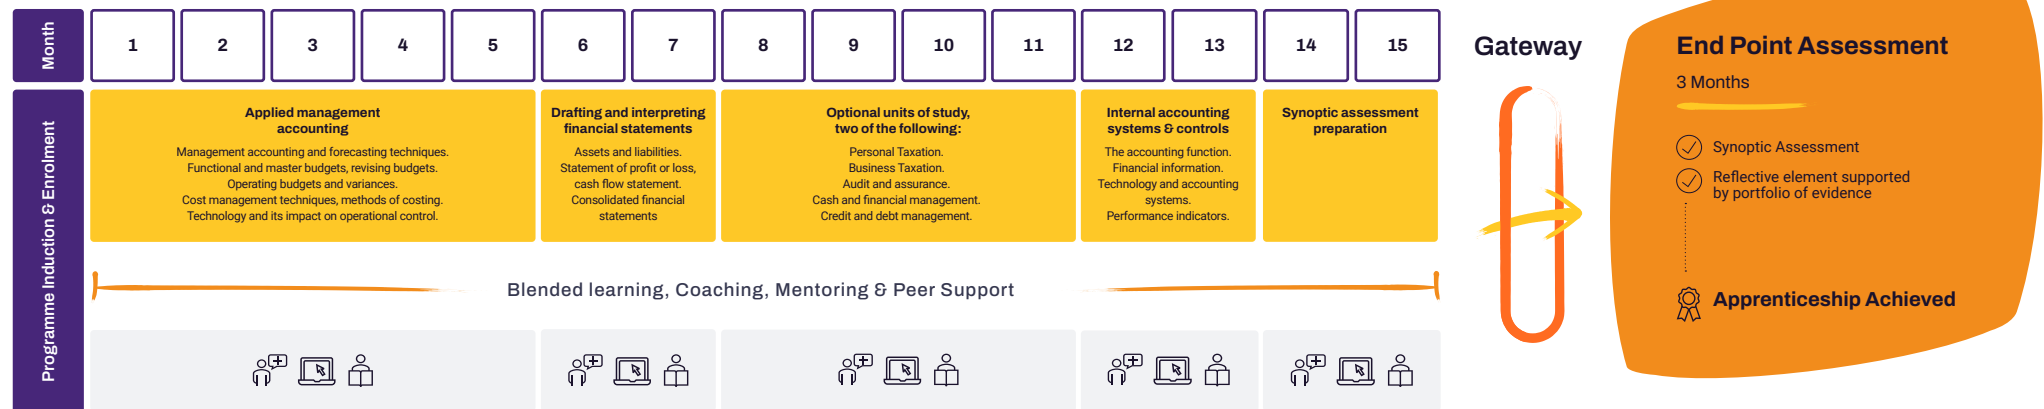 Month
1
2
3
4
5
6
7
8
9
10
11
12
13
14
15
Programme Induction & Enrolment
Applied management
accounting
Management accounting and forecasting techniques.
Functional and master budgets, revising budgets.
Operating budgets and variances.
Cost management techniques, methods of costing.
Technology and its impact on operational control.
Drafting and interpreting
financial statements
Assets and liabilities.
Statement of profit or loss,
cash flow statement.
Consolidated financial
statements
Optional units of study,
two of the following:
Personal Taxation.
Business Taxation.
Audit and assurance.
Cash and financial management.
Credit and debt management.
Internal accounting
systems & controls
The accounting function.
Financial information.
Technology and accounting
systems.
Performance indicators.
Synoptic assessment
preparation
Blended learning, Coaching, Mentoring & Peer Support
Gateway
End Point Assessment
3 Months
Synoptic Assessment
Reflective element supported
by portfolio of evidence
Apprenticeship Achieved